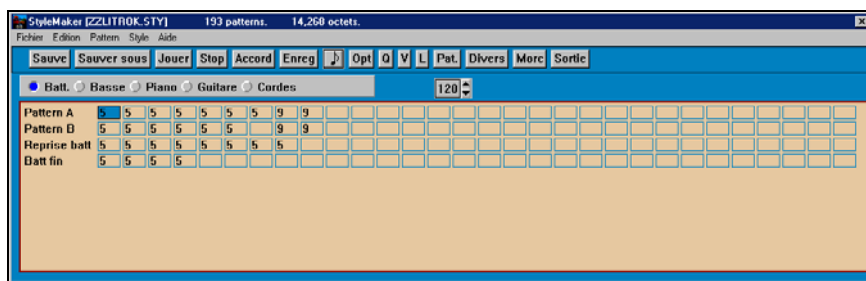 StyleMaker [ZZLITROK.STY] 193 patterns. 14,268 octets.
Fichier Edition Pattern Style Aide
Sauve Sauver sous Jouer Stop Accord Enreg ♪ Opt Q V L Pat. Divers Morc Sortie
Batt. Basse Piano Guitare Cordes 120
Pattern A 5 5 5 5 5 5 5 9 9
Pattern B 5 5 5 5 5 5 9 9
Reprise batt 5 5 5 5 5 5 5 5
Batt fin 5 5 5 5